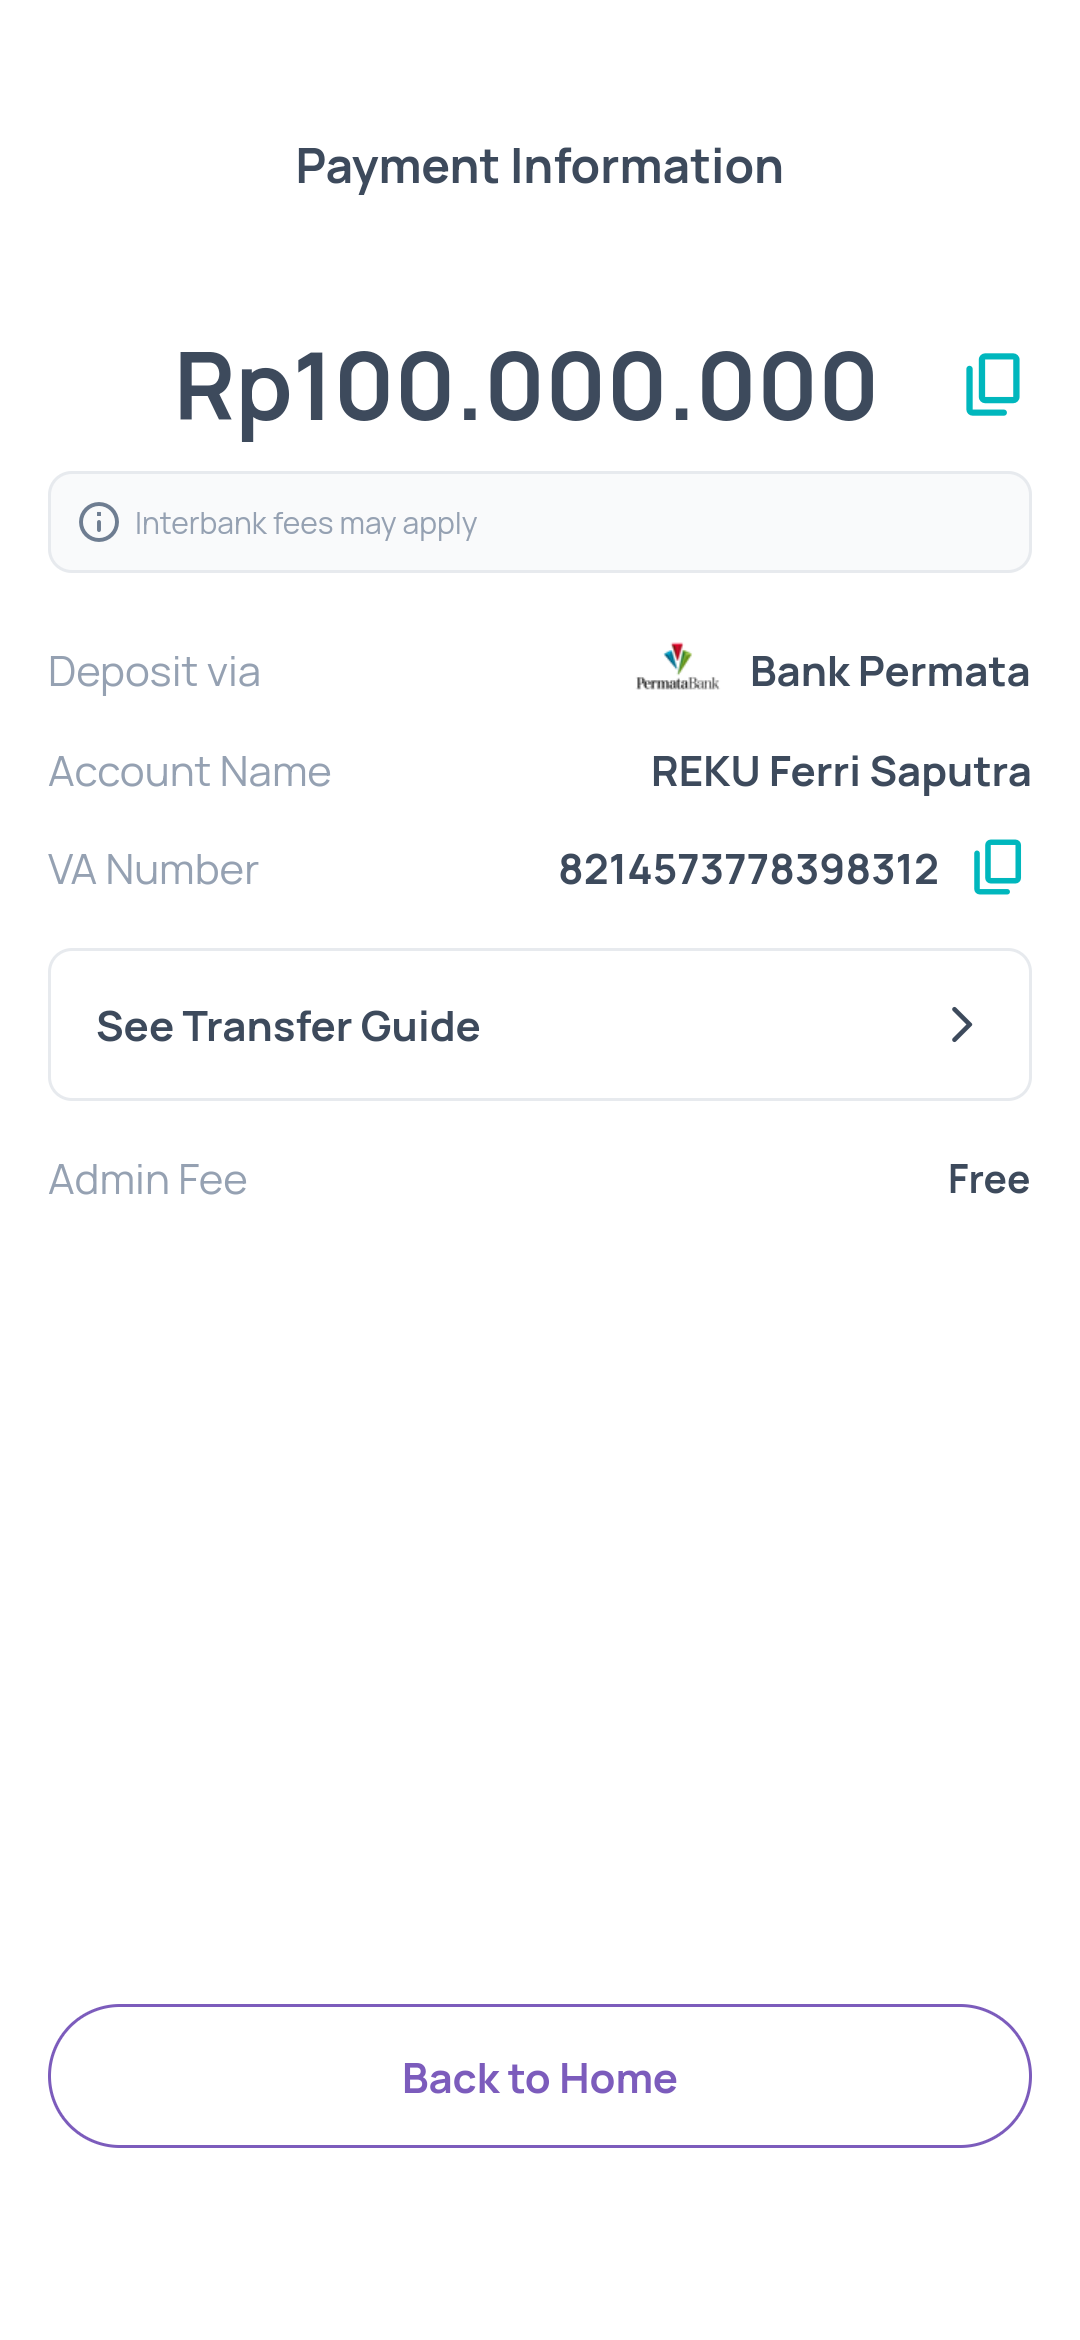 Payment Information
Rp100.000.000
Interbank fees may apply
Deposit via PermataBank Bank Permata
Account Name REKU Ferri Saputra
VA Number 8214573778398312
See Transfer Guide
Admin Fee Free
Back to Home